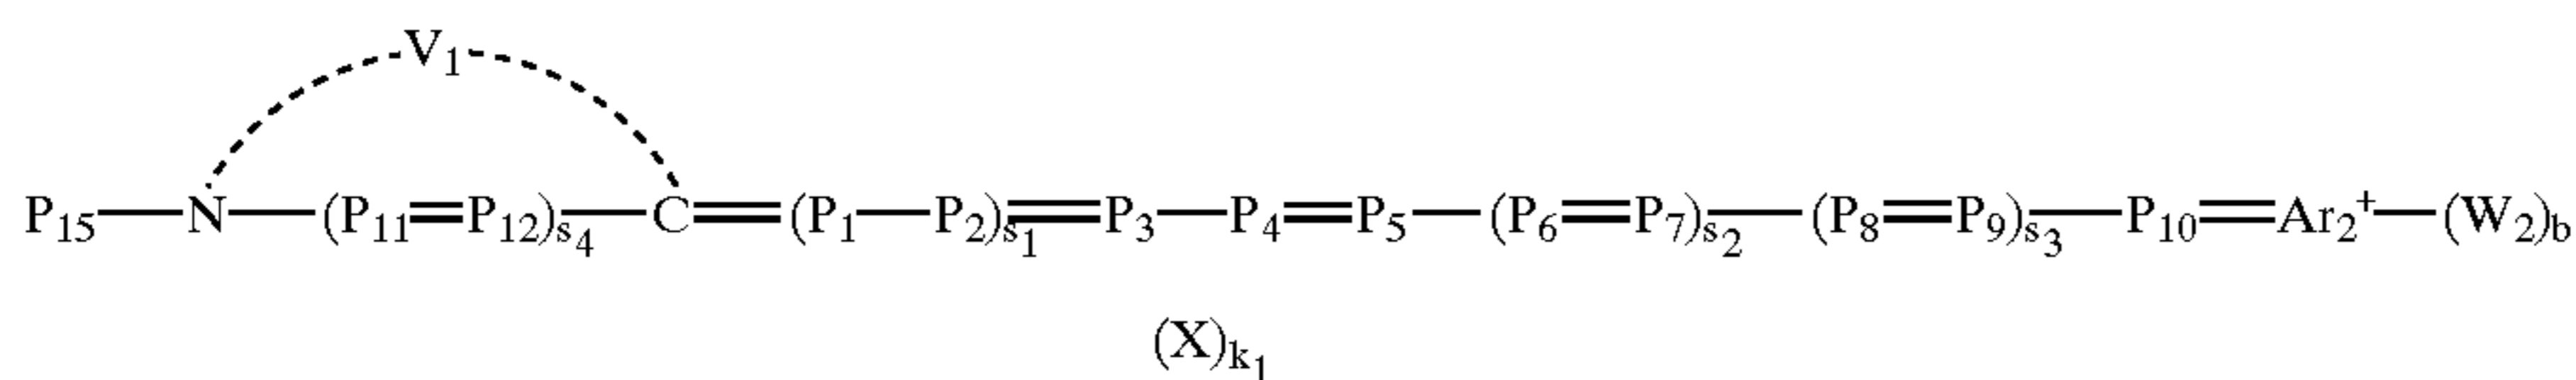 V₁
P₁₅—N—(P₁₁=P₁₂)ₛ₄—C=(P₁—P₂)ₛ₁=P₃—P₄=P₅—(P₆=P₇)ₛ₂—(P₈=P₉)ₛ₃—P₁₀=Ar₂⁺—(W₂)b
(X)k₁